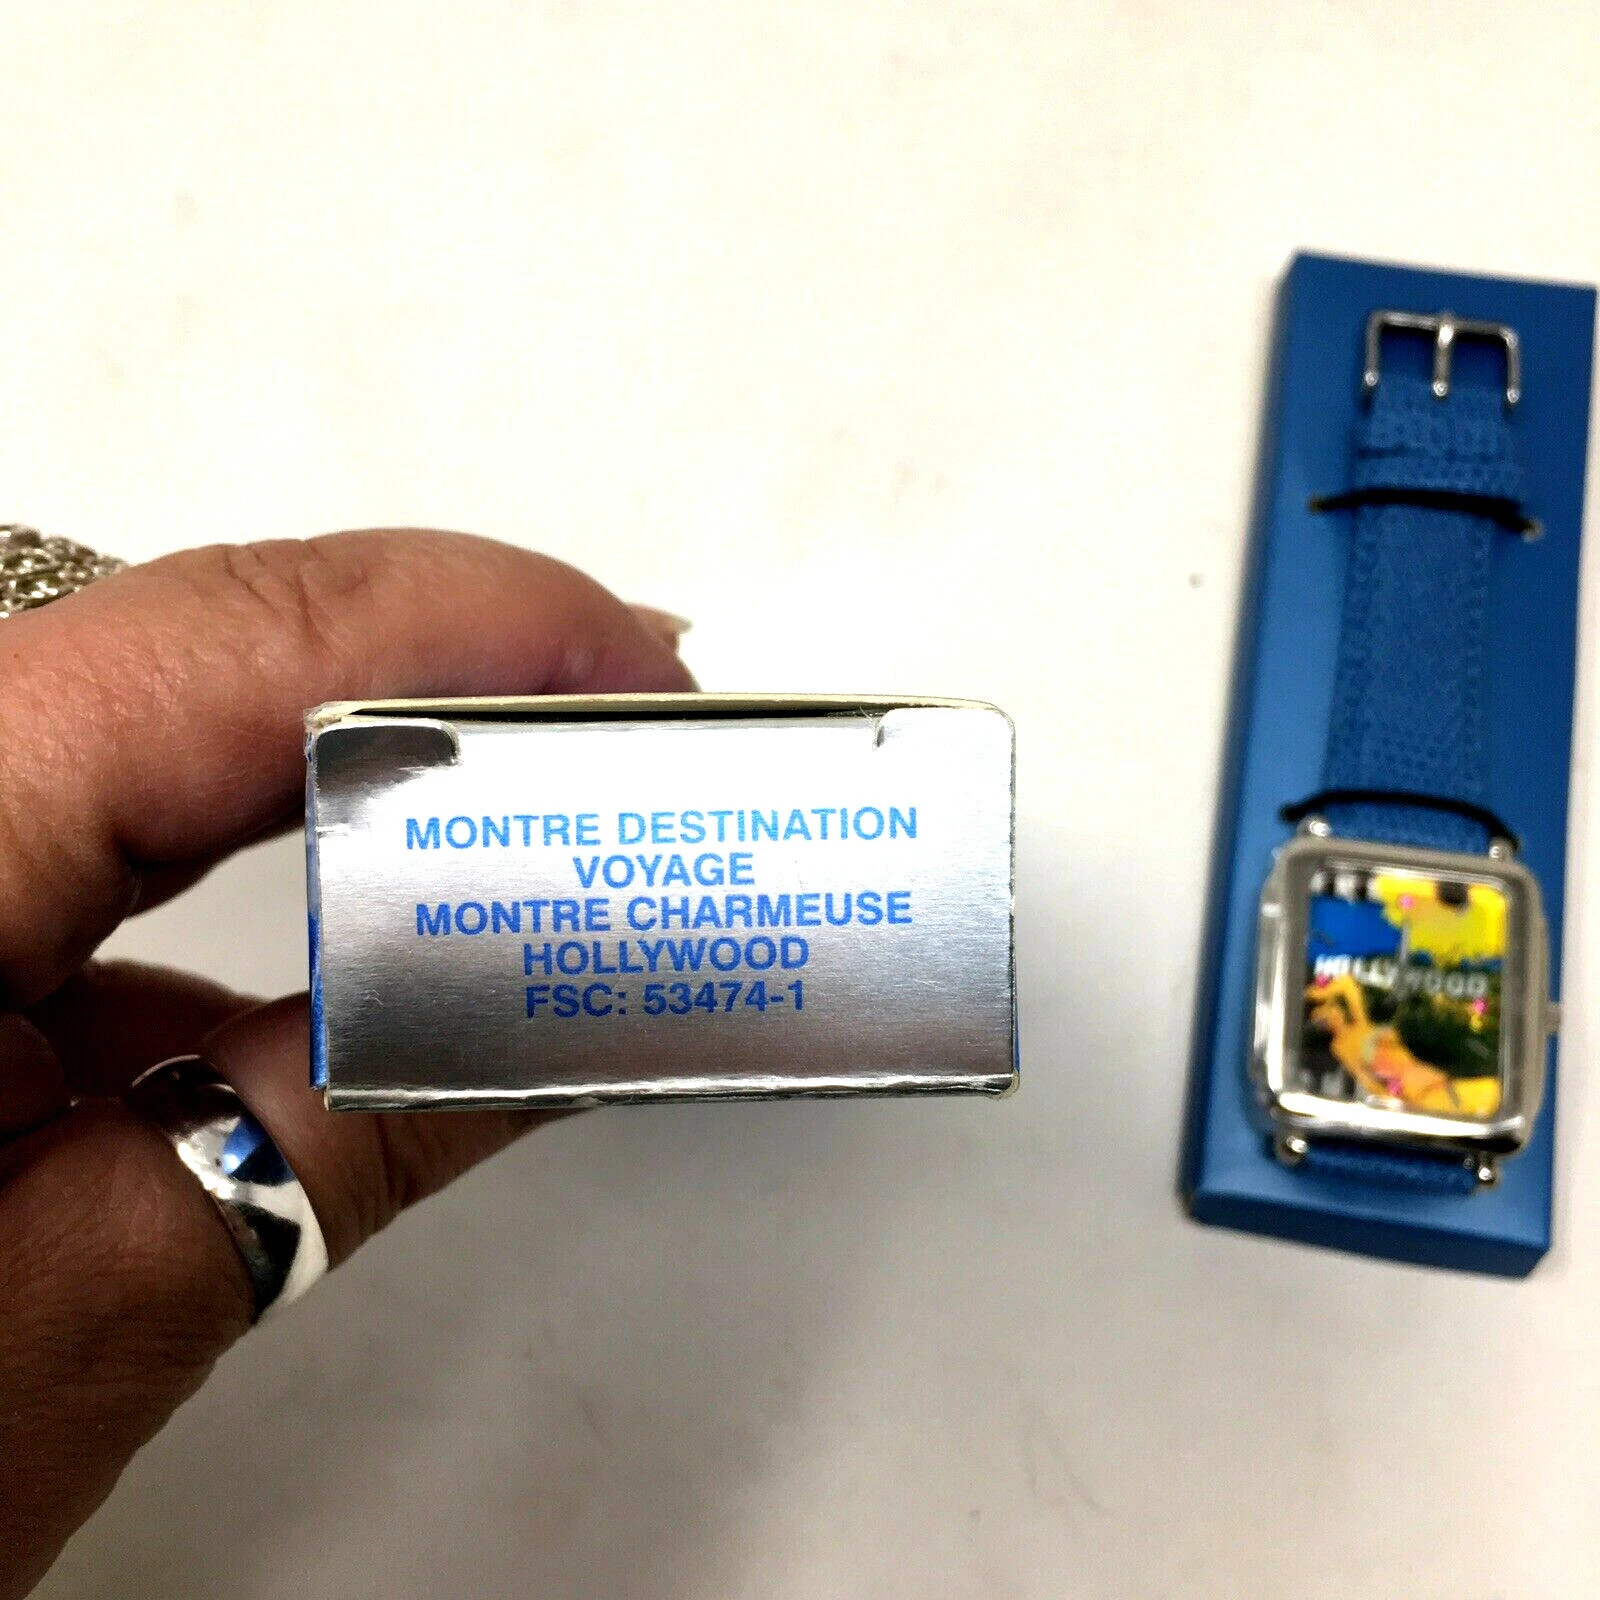 MONTRE DESTINATION
VOYAGE
MONTRE CHARMEUSE
HOLLYWOOD
FSC: 53474-1
HOLLYWOOD